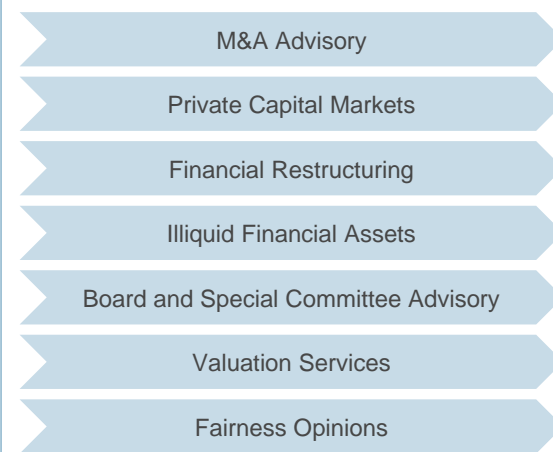 M&A Advisory
Private Capital Markets
Financial Restructuring
Illiquid Financial Assets
Board and Special Committee Advisory
Valuation Services
Fairness Opinions